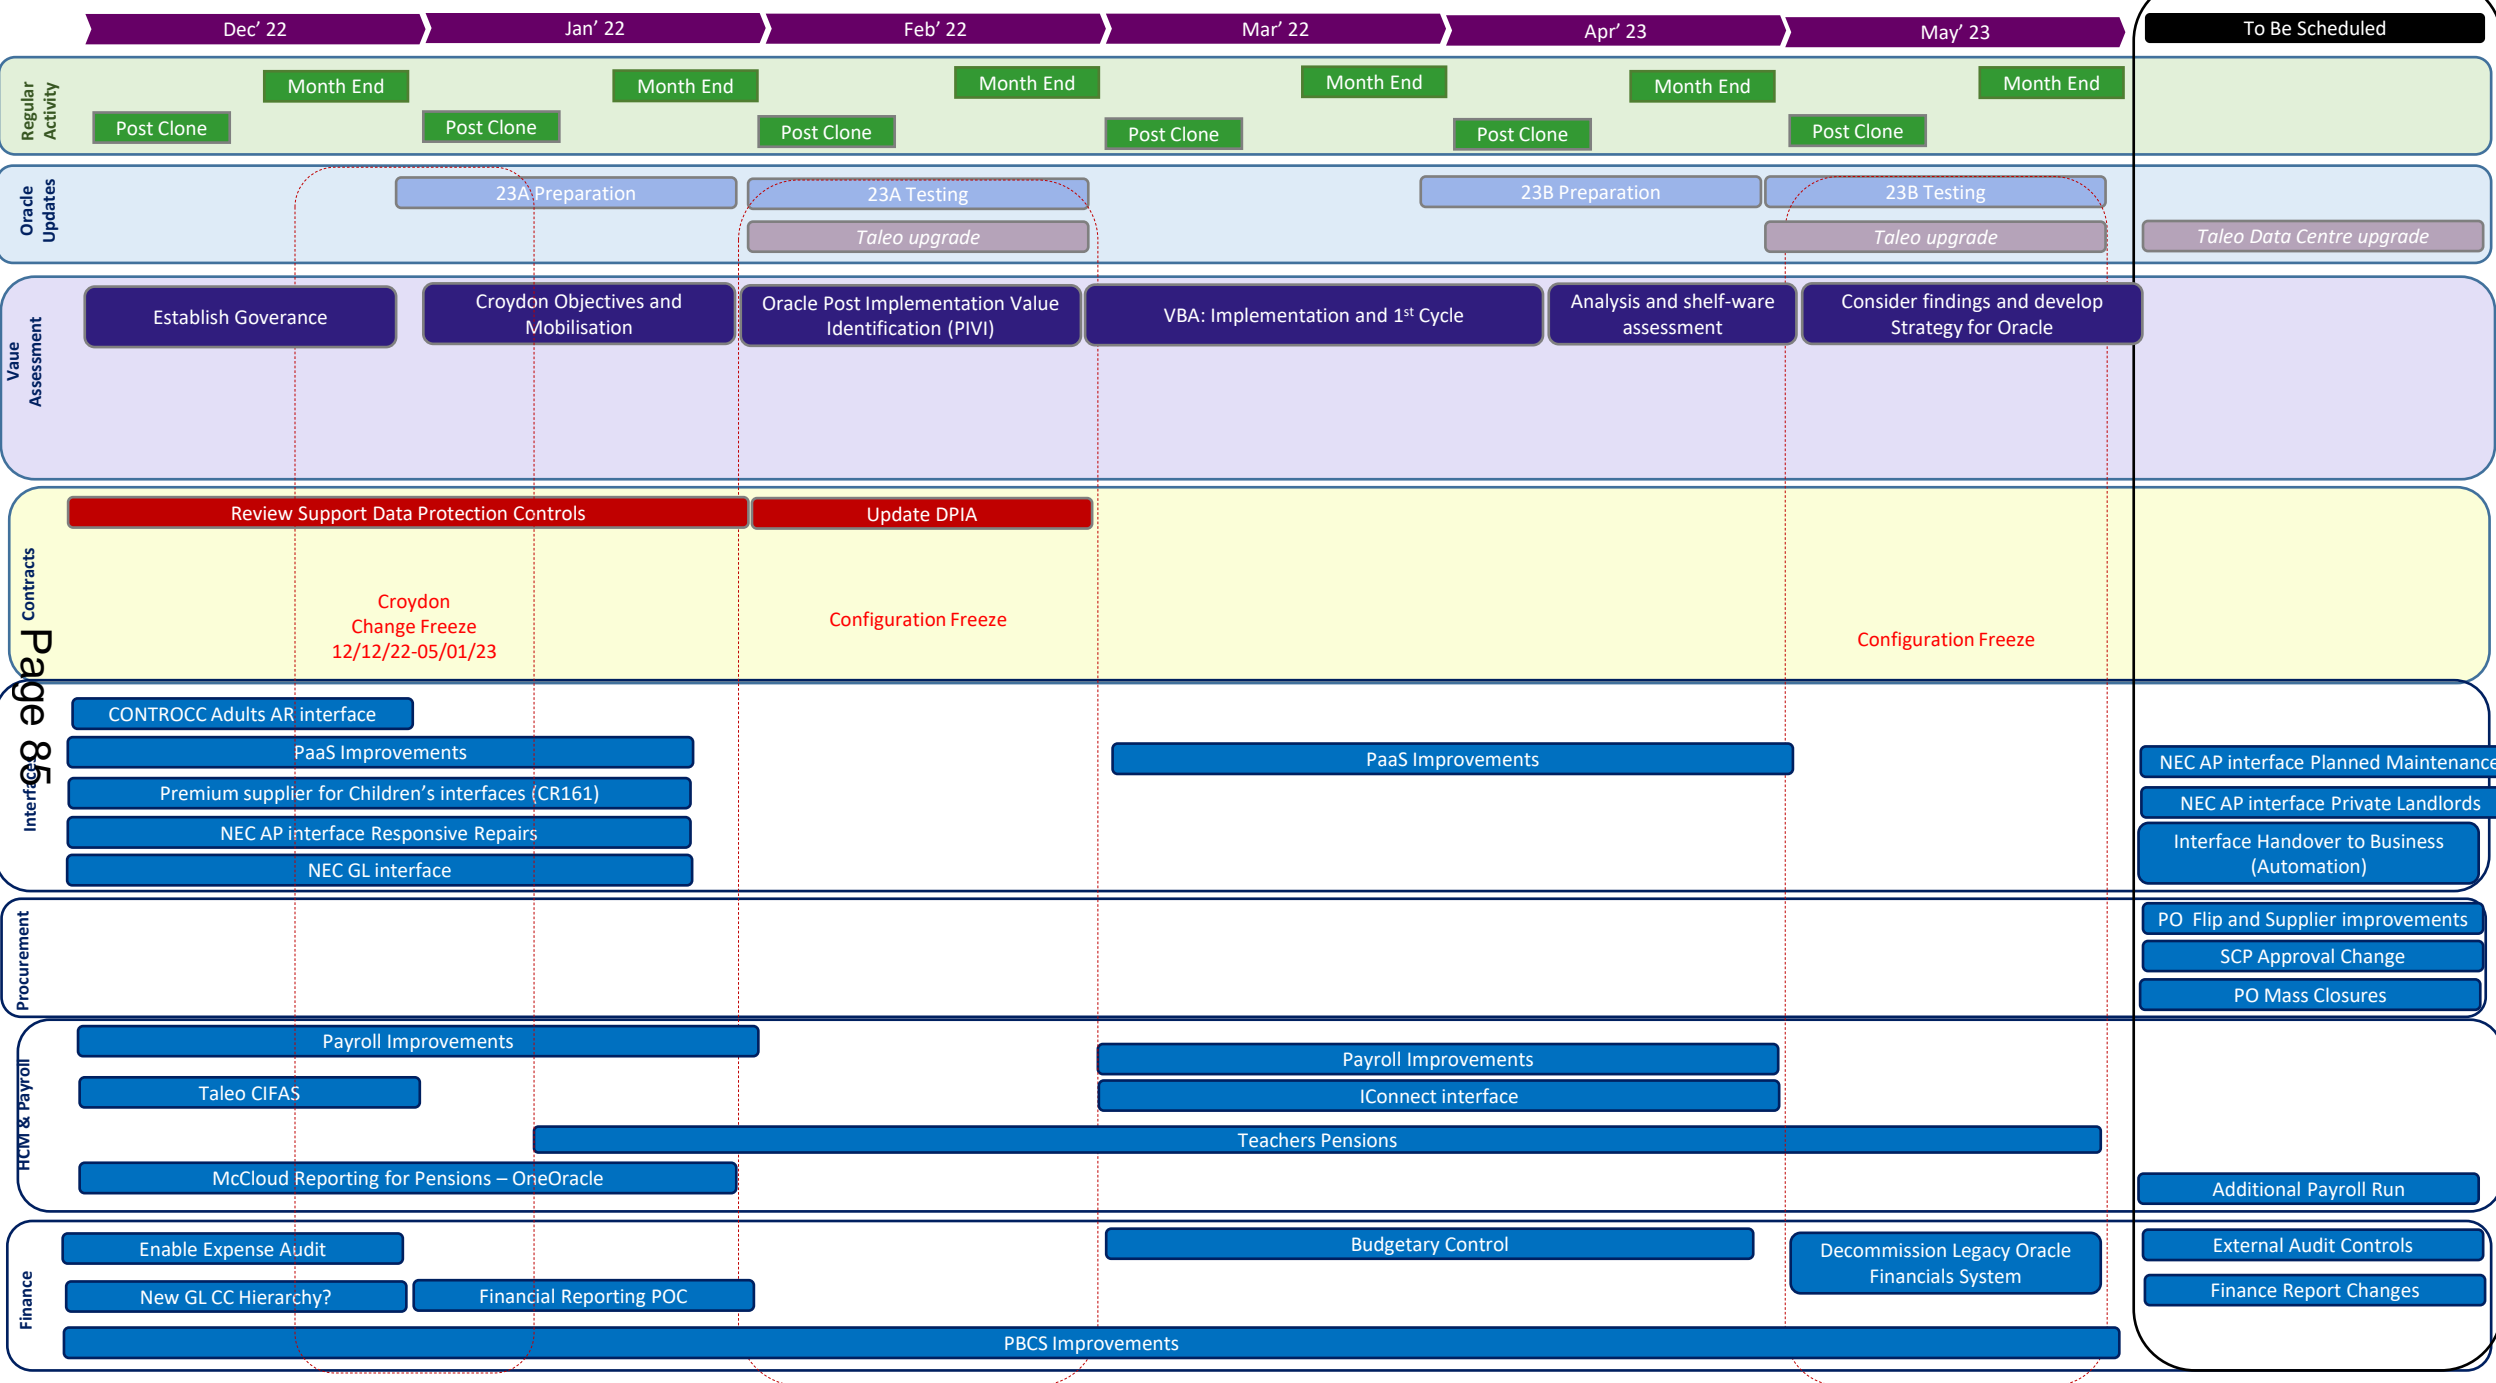 Dec’ 22
Jan’ 22
Feb’ 22
Mar’ 22
Apr’ 23
May’ 23
To Be Scheduled
Regular
Activity
Month End
Month End
Month End
Month End
Month End
Month End
Post Clone
Post Clone
Post Clone
Post Clone
Post Clone
Post Clone
Oracle
Updates
23A Preparation
23A Testing
23B Preparation
23B Testing
Taleo upgrade
Taleo upgrade
Taleo Data Centre upgrade
Vaue
Assessment
Establish Goverance
Croydon Objectives and
Mobilisation
Oracle Post Implementation Value
Identification (PIVI)
VBA: Implementation and 1st Cycle
Analysis and shelf-ware
assessment
Consider findings and develop
Strategy for Oracle
Contracts
Review Support Data Protection Controls
Update DPIA
Croydon
Change Freeze
12/12/22-05/01/23
Configuration Freeze
Configuration Freeze
Page 85
Interfaces
CONTROCC Adults AR interface
PaaS Improvements
PaaS Improvements
NEC AP interface Planned Maintenance
Premium supplier for Children’s interfaces (CR161)
NEC AP interface Private Landlords
NEC AP interface Responsive Repairs
Interface Handover to Business
(Automation)
NEC GL interface
Procurement
PO  Flip and Supplier improvements
SCP Approval Change
PO Mass Closures
HCM & Payroll
Payroll Improvements
Payroll Improvements
Taleo CIFAS
IConnect interface
Teachers Pensions
McCloud Reporting for Pensions – OneOracle
Additional Payroll Run
Finance
Enable Expense Audit
Budgetary Control
Decommission Legacy Oracle
Financials System
External Audit Controls
New GL CC Hierarchy?
Financial Reporting POC
Finance Report Changes
PBCS Improvements